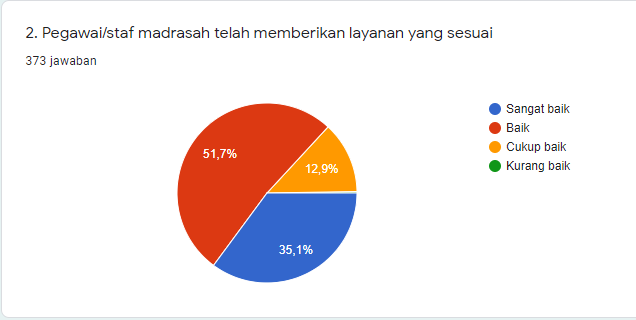 2. Pegawai/staf madrasah telah memberikan layanan yang sesuai
373 jawaban
Sangat baik
Baik
Cukup baik
Kurang baik
51,7%
12,9%
35,1%